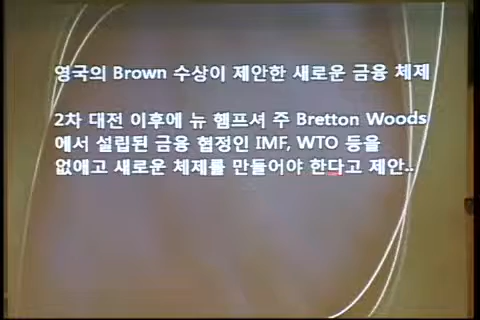 영국의 Brown 수상이 제안한 새로운 금융 체제
2차 대전 이후에 뉴 햄프셔 주 Bretton Woods
에서 설립된 금융 협정인 IMF, WTO 등을
없애고 새로운 체제를 만들어야 한다고 제안..